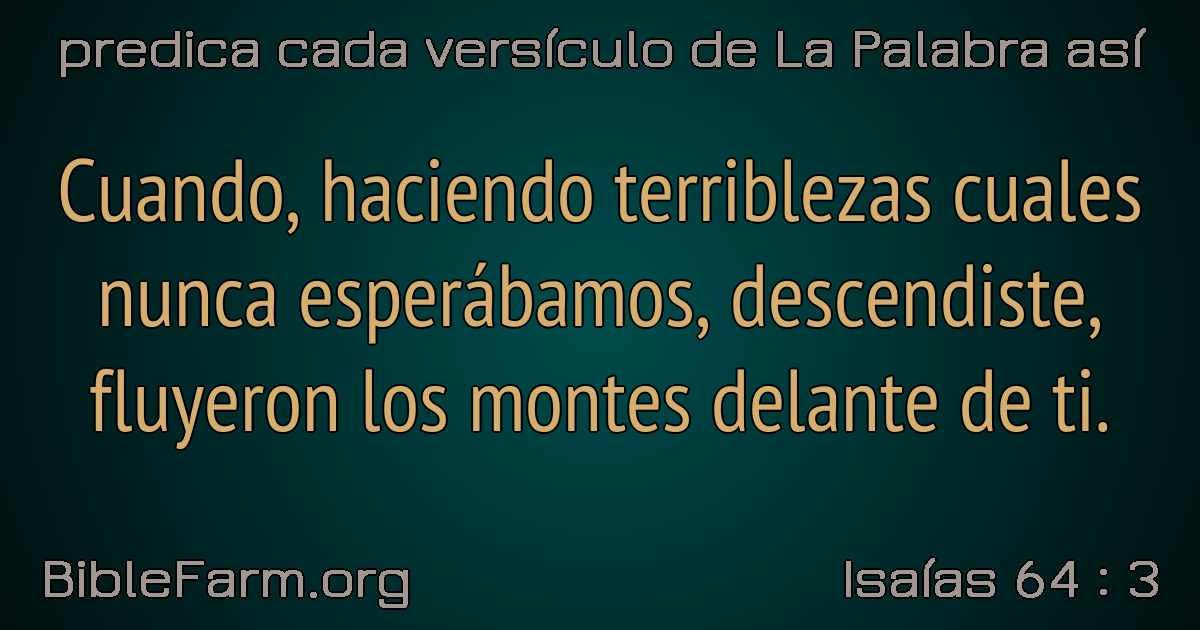 predica cada versículo de La Palabra así
Cuando, haciendo terriblezas cuales
nunca esperábamos, descendiste,
fluyeron los montes delante de ti.
BibleFarm.org
Isaías 64 : 3